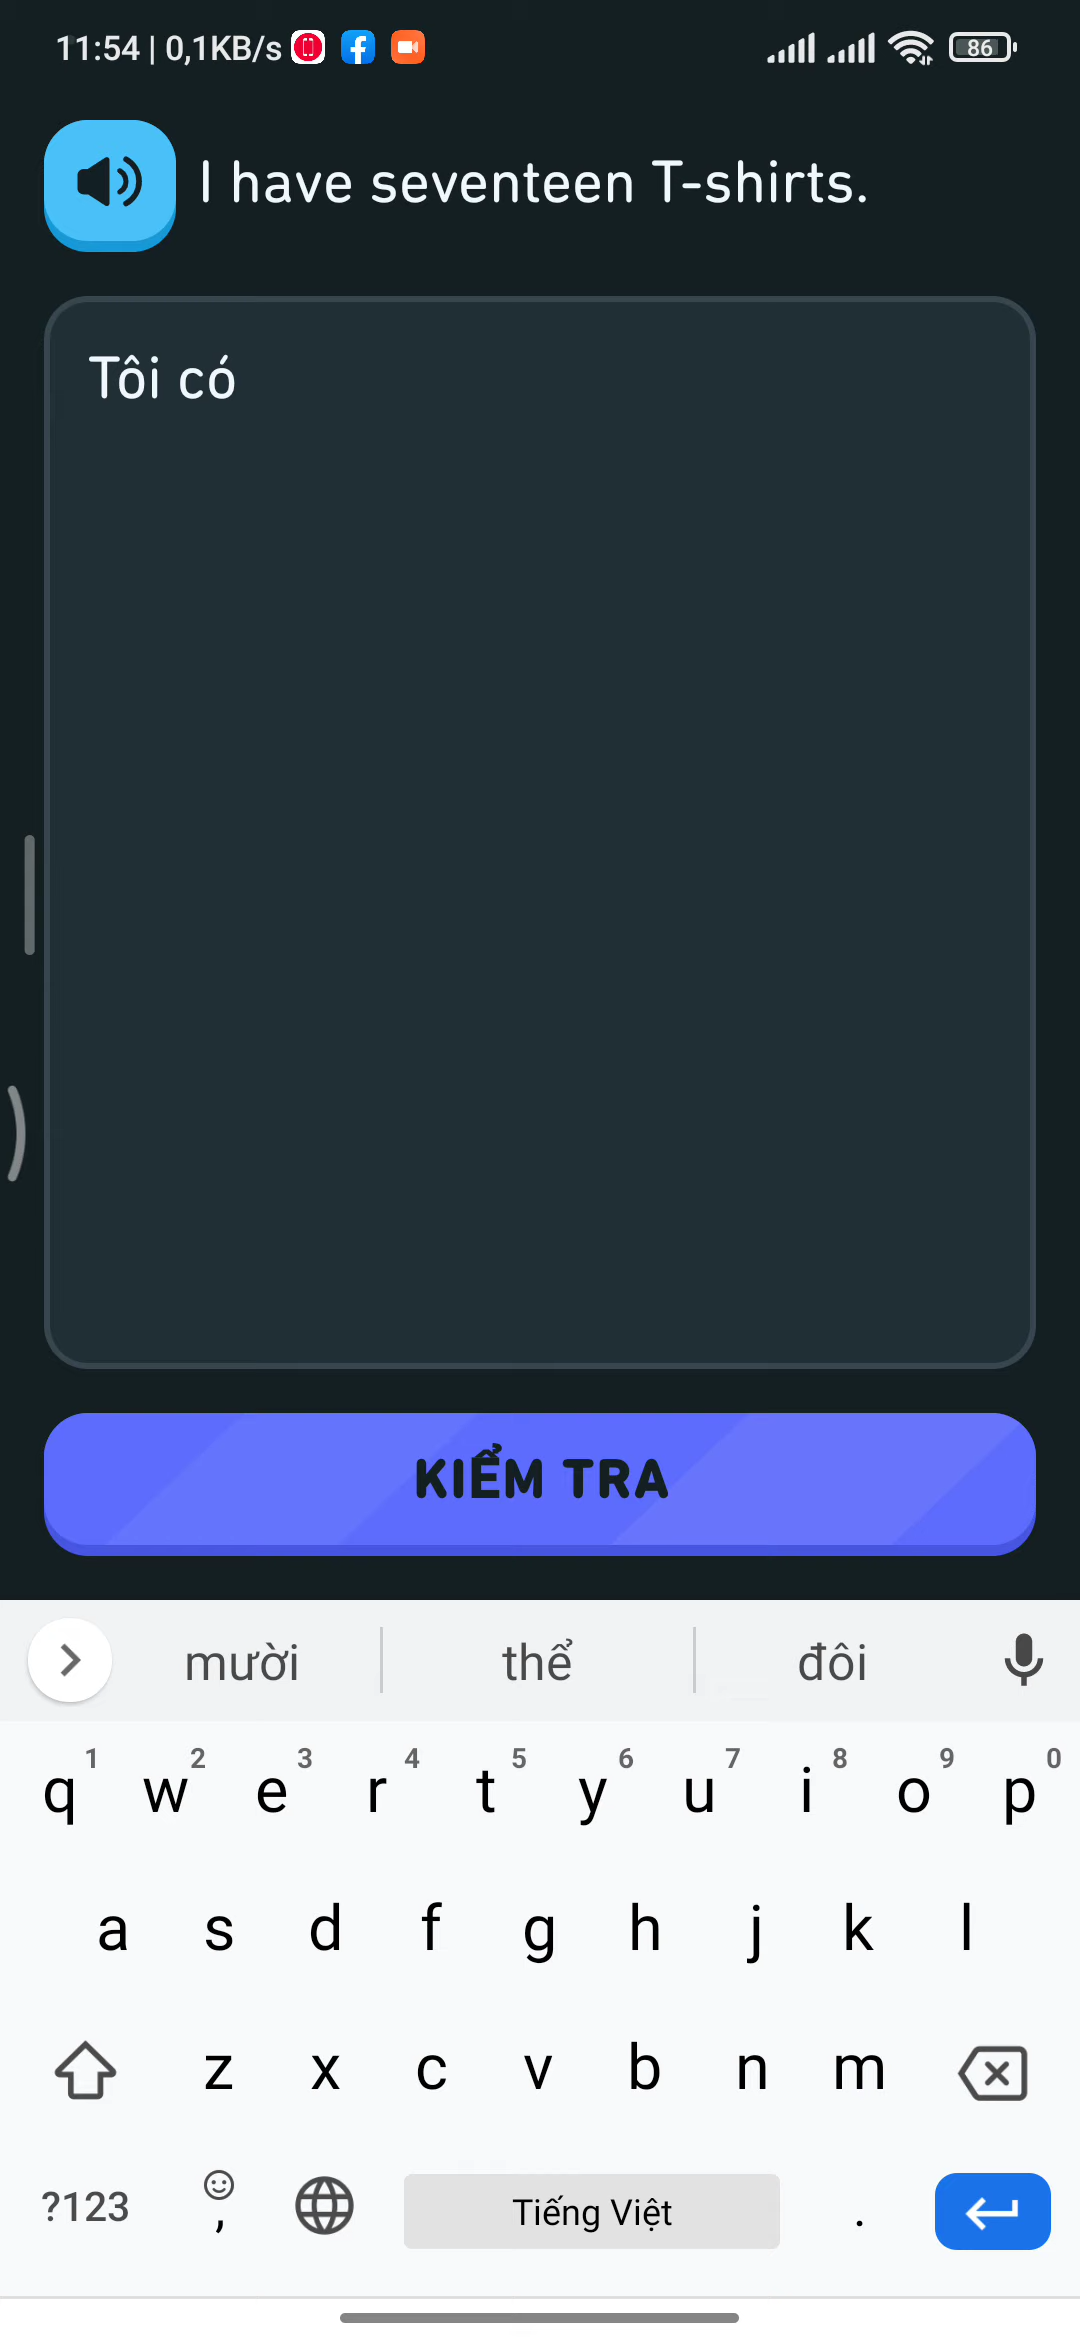 11:54 | 0,1KB/s 86
I have seventeen T-shirts.
Tôi có
KIỂM TRA
mười thể đôi
1 2 3 4 5 6 7 8 9 0
q w e r t y u i o p
a s d f g h j k l
z x c v b n m
?123 , Tiếng Việt .